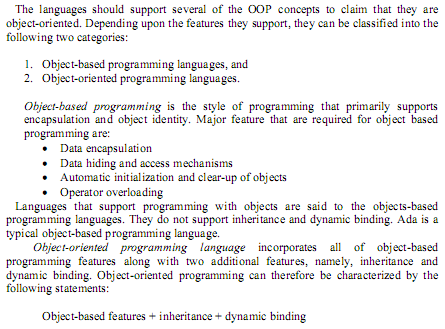 The languages should support several of the OOP concepts to claim that they are
object-oriented. Depending upon the features they support, they can be classified into the
following two categories:
1. Object-based programming languages, and
2. Object-oriented programming languages.
Object-based programming is the style of programming that primarily supports
encapsulation and object identity. Major feature that are required for object based
programming are:
• Data encapsulation
• Data hiding and access mechanisms
• Automatic initialization and clear-up of objects
• Operator overloading
Languages that support programming with objects are said to the objects-based
programming languages. They do not support inheritance and dynamic binding. Ada is a
typical object-based programming language.
Object-oriented programming language incorporates all of object-based
programming features along with two additional features, namely, inheritance and
dynamic binding. Object-oriented programming can therefore be characterized by the
following statements:
Object-based features + inheritance + dynamic binding